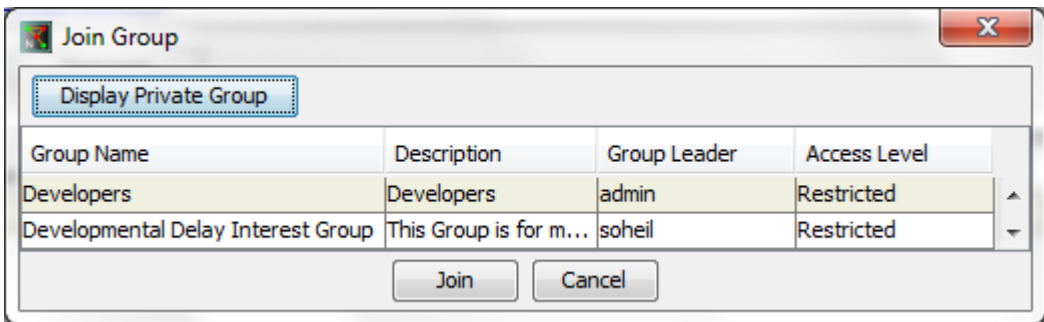 Join Group
Display Private Group
Group Name Description Group Leader Access Level
Developers Developers admin Restricted
Developmental Delay Interest Group This Group is for m... soheil Restricted
Join Cancel